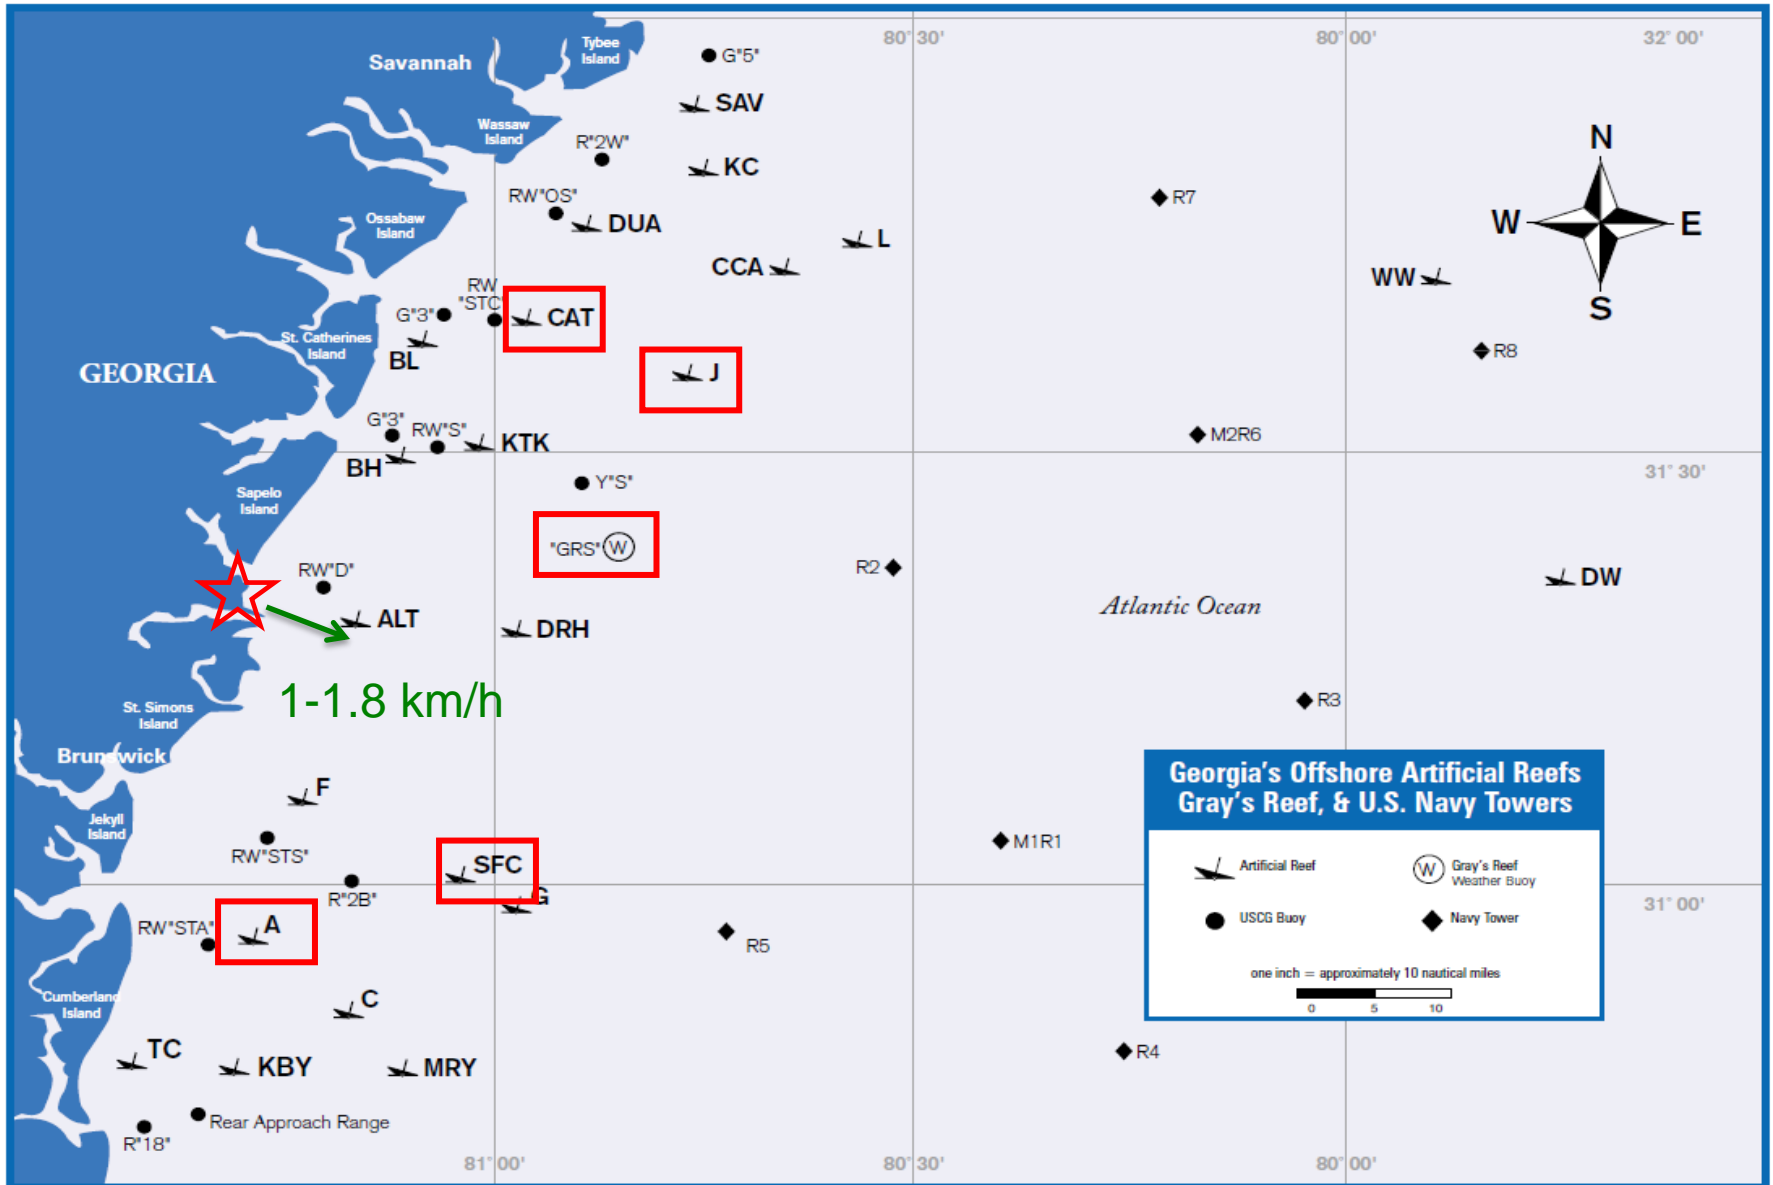 80° 30'
80° 00'
32° 00'
Tybee
Island
Savannah
G"5"
SAV
Wassaw
Island
R"2W"
KC
RW"OS"
R7
DUA
Ossabaw
Island
L
CCA
WW
N
W
E
S
RW
"STC"
G"3"
CAT
St. Catherines
Island
BL
R8
GEORGIA
J
G"3"
RW"S"
KTK
M2R6
BH
31° 30'
Y"S"
Sapelo
Island
"GRS"
W
R2
RW"D"
DW
Atlantic Ocean
ALT
DRH
1-1.8 km/h
R3
St. Simons
Island
Brunswick
Georgia's Offshore Artificial Reefs
Gray's Reef, & U.S. Navy Towers
F
Jekyll
Island
RW"STS"
M1R1
SFC
Artificial Reef
W
Gray's Reef
Weather Buoy
R"2B"
G
31° 00'
USCG Buoy
Navy Tower
RW"STA"
A
R5
one inch = approximately 10 nautical miles
0
5
10
Cumberland
Island
C
TC
KBY
MRY
R4
Rear Approach Range
R"18"
81° 00'
80° 30'
80° 00'